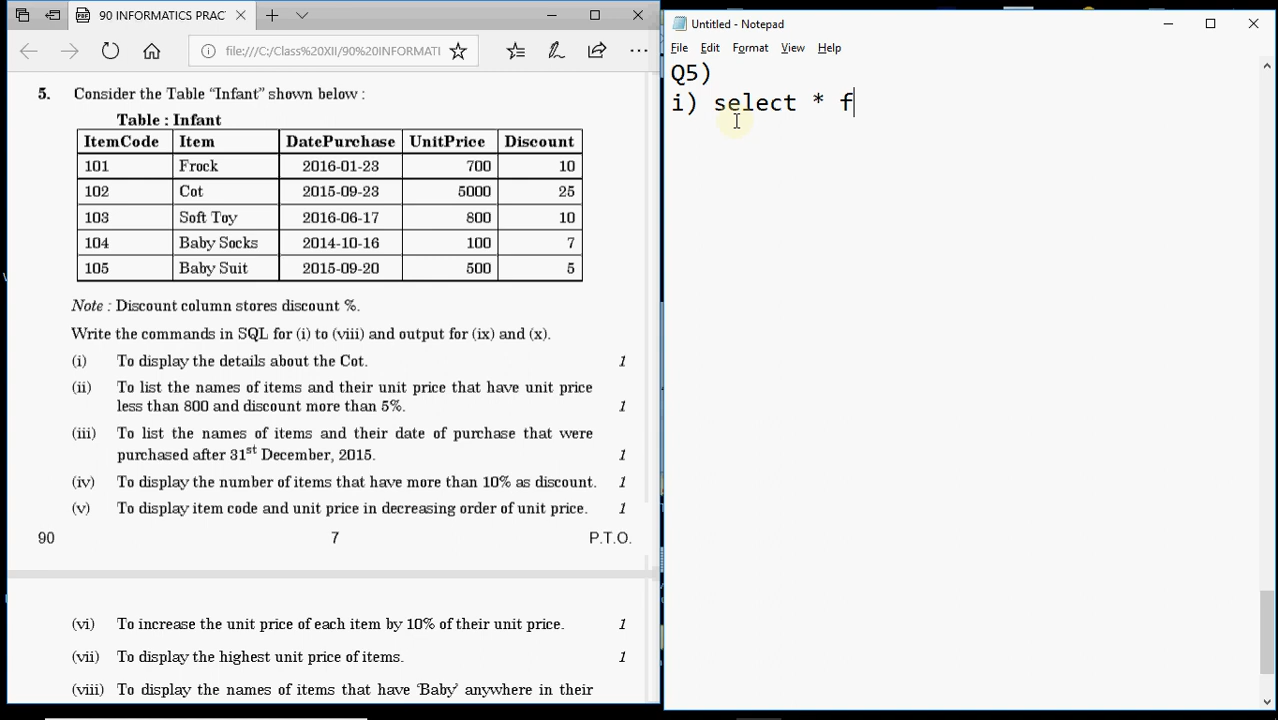 90 INFORMATICS PRACT
file:///C:/Class%20XII/90%20INFORMATI
5. Consider the Table “Infant” shown below :
Table : Infant
ItemCode Item DatePurchase UnitPrice Discount
101 Frock 2016-01-23 700 10
102 Cot 2015-09-23 5000 25
103 Soft Toy 2016-06-17 800 10
104 Baby Socks 2014-10-16 100 7
105 Baby Suit 2015-09-20 500 5
Note : Discount column stores discount %.
Write the commands in SQL for (i) to (viii) and output for (ix) and (x).
(i) To display the details about the Cot. 1
(ii) To list the names of items and their unit price that have unit price
less than 800 and discount more than 5%. 1
(iii) To list the names of items and their date of purchase that were
purchased after 31st December, 2015. 1
(iv) To display the number of items that have more than 10% as discount. 1
(v) To display item code and unit price in decreasing order of unit price. 1
90 7 P.T.O.
(vi) To increase the unit price of each item by 10% of their unit price. 1
(vii) To display the highest unit price of items. 1
(viii) To display the names of items that have ‘Baby’ anywhere in their
Untitled - Notepad
File Edit Format View Help
Q5)
i) select * f